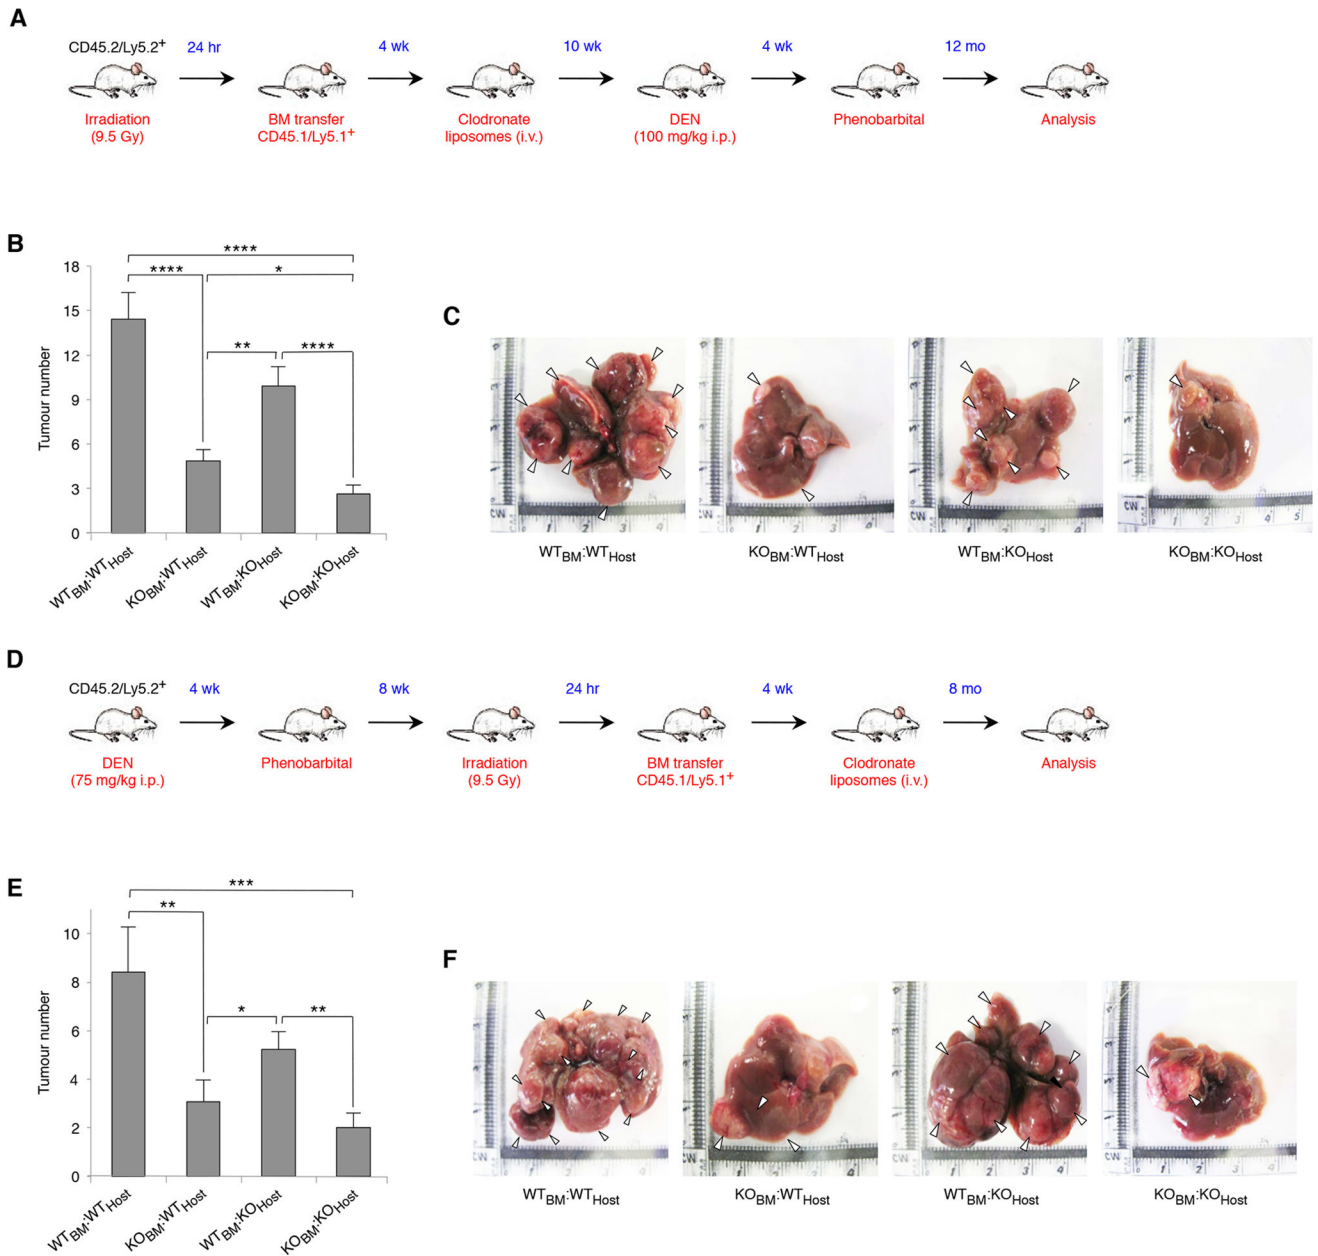 A
CD45.2/Ly5.2+ 24 hr 4 wk 10 wk 4 wk 12 mo
Irradiation BM transfer Clodronate DEN Phenobarbital Analysis
(9.5 Gy) CD45.1/Ly5.1+ liposomes (i.v.) (100 mg/kg i.p.)
B
****
**** *
** ****
Tumour number
18
15
12
9
6
3
0
WTBM:WTHost KOBM:WTHost WTBM:KOHost KOBM:KOHost
C
WTBM:WTHost KOBM:WTHost WTBM:KOHost KOBM:KOHost
D
CD45.2/Ly5.2+ 4 wk 8 wk 24 hr 4 wk 8 mo
DEN Phenobarbital Irradiation BM transfer Clodronate Analysis
(75 mg/kg i.p.) (9.5 Gy) CD45.1/Ly5.1+ liposomes (i.v.)
E
***
**
* **
Tumour number
10
8
6
4
2
0
WTBM:WTHost KOBM:WTHost WTBM:KOHost KOBM:KOHost
F
WTBM:WTHost KOBM:WTHost WTBM:KOHost KOBM:KOHost